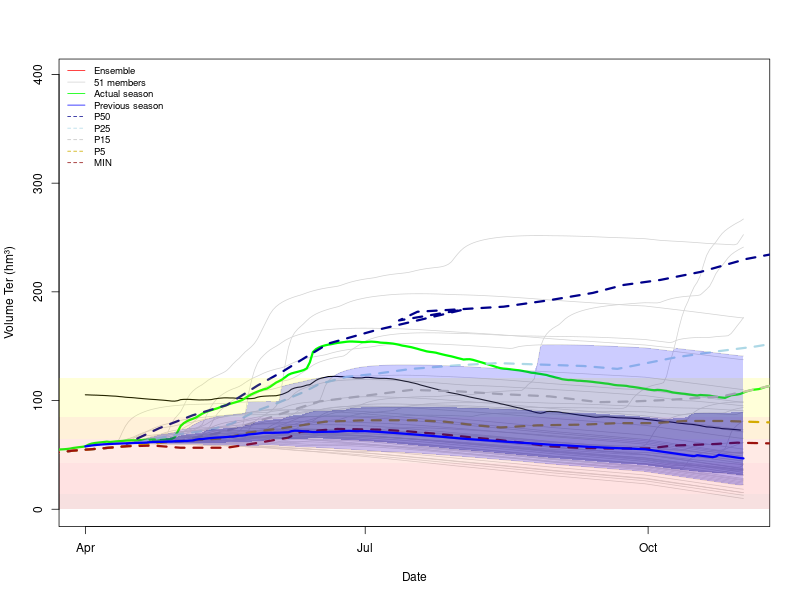 400
300
200
100
0
Volume Ter (hm³)
Ensemble
51 members
Actual season
Previous season
P50
P25
P15
P5
MIN
Apr
Jul
Oct
Date